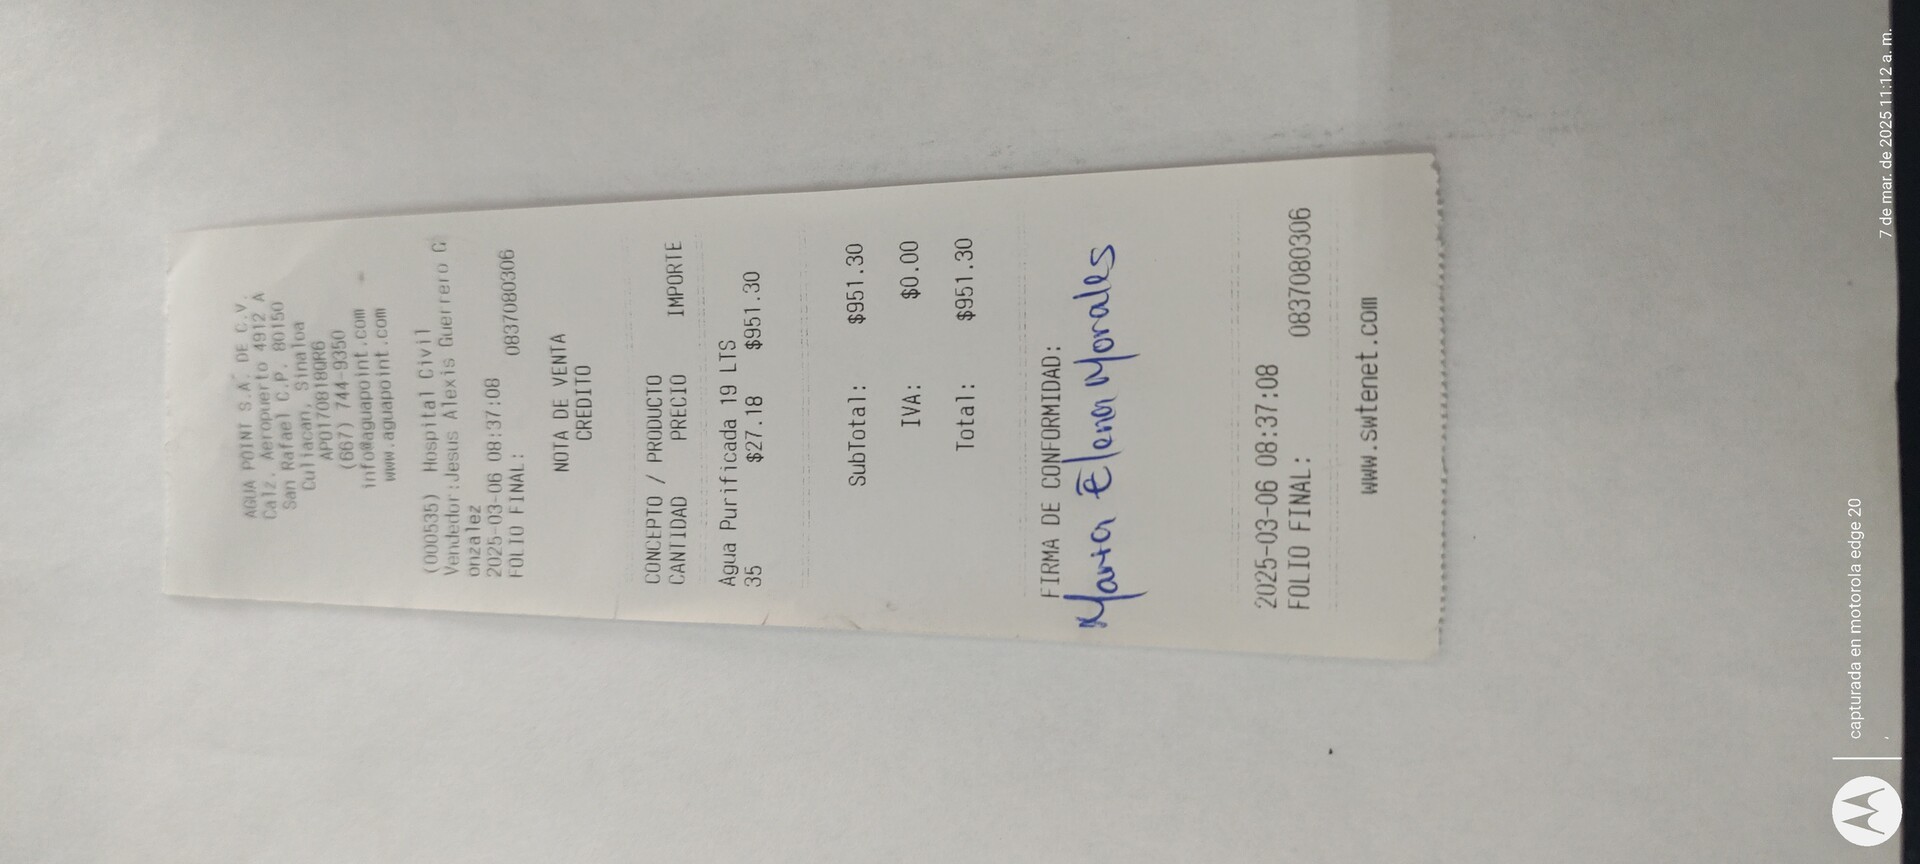 AGUA POINT S.A. DE C.V.
Calz. Aeropuerto 4912 A
San Rafael C.P. 80150
Culiacan, Sinaloa
APO170818QR6
(667) 744-9350
info@aguapoint.com
www.aguapoint.com
(000535) Hospital Civil
Vendedor:Jesus Alexis Guerrero G
onzalez
2025-03-06 08:37:08
FOLIO FINAL: 0837080306
NOTA DE VENTA
CREDITO
CONCEPTO / PRODUCTO
CANTIDAD PRECIO IMPORTE
Agua Purificada 19 LTS
35 $27.18 $951.30
SubTotal: $951.30
IVA: $0.00
Total: $951.30
FIRMA DE CONFORMIDAD:
Maria Elena Morales
2025-03-06 08:37:08
FOLIO FINAL: 0837080306
www.swtenet.com
capturada en motorola edge 20
7 de mar. de 2025 11:12 a. m.